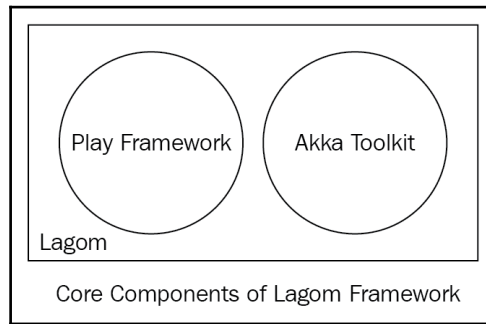 Play Framework
Akka Toolkit
Lagom
Core Components of Lagom Framework